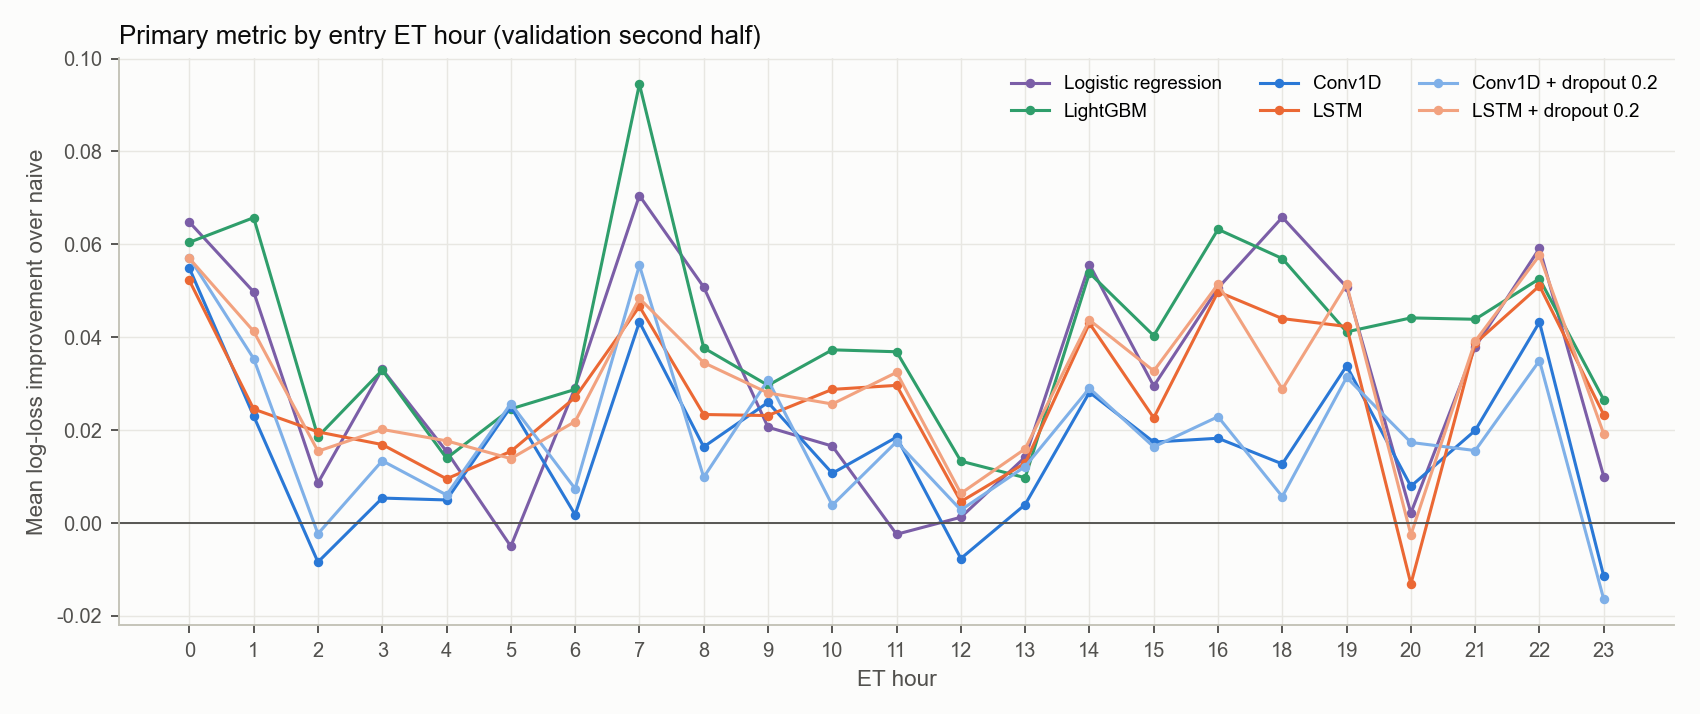 Primary metric by entry ET hour (validation second half)
Logistic regression
LightGBM
Conv1D
LSTM
Conv1D + dropout 0.2
LSTM + dropout 0.2
Mean log-loss improvement over naive
0.10
0.08
0.06
0.04
0.02
0.00
-0.02
0 1 2 3 4 5 6 7 8 9 10 11 12 13 14 15 16 18 19 20 21 22 23
ET hour